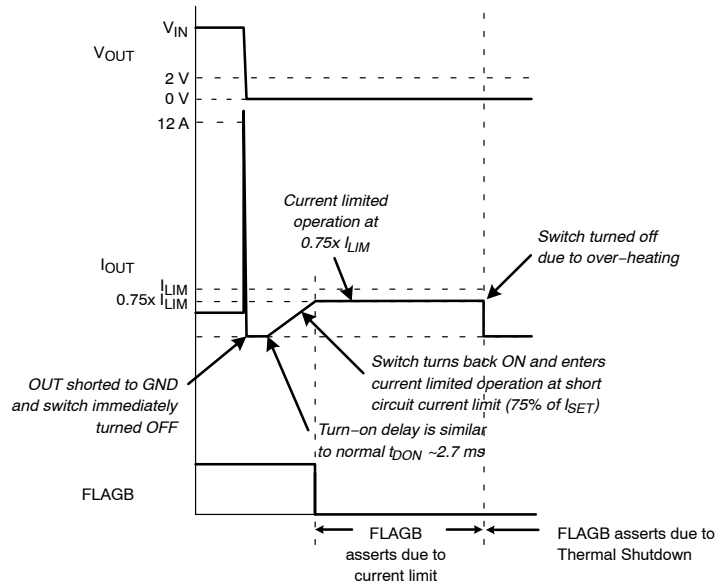 VIN
VOUT
2 V
0 V
12 A
Current limited
operation at
0.75x ILIM
Switch turned off
due to over−heating
IOUT
ILIM
0.75x ILIM
OUT shorted to GND
and switch immediately
turned OFF
Switch turns back ON and enters
current limited operation at short
circuit current limit (75% of ISET)
Turn−on delay is similar
to normal tDON ~2.7 ms
FLAGB
FLAGB
asserts due to
current limit
FLAGB asserts due to
Thermal Shutdown